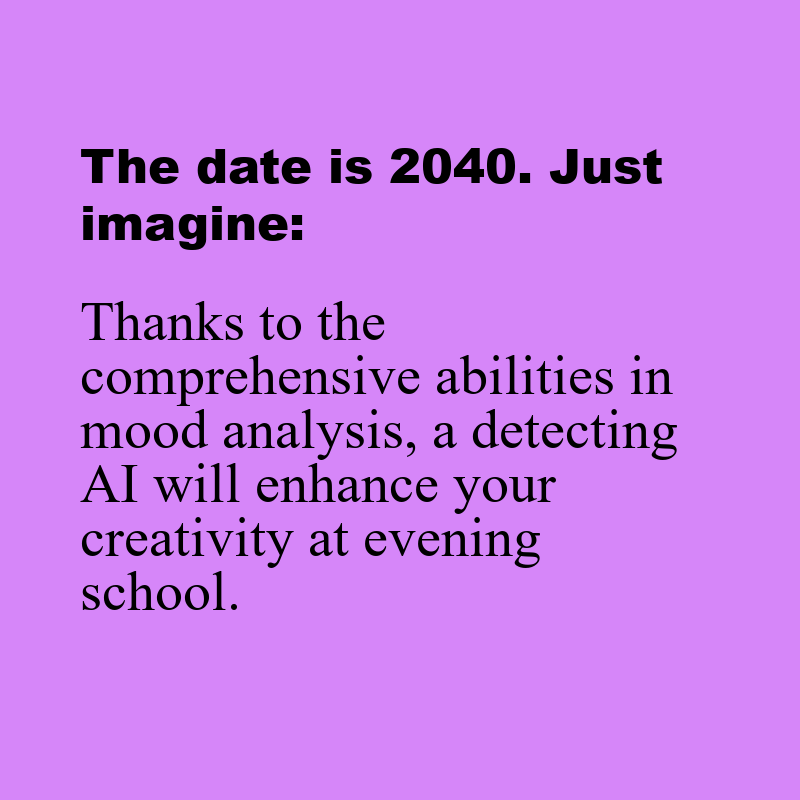 The date is 2040. Just
imagine:
Thanks to the
comprehensive abilities in
mood analysis, a detecting
AI will enhance your
creativity at evening
school.